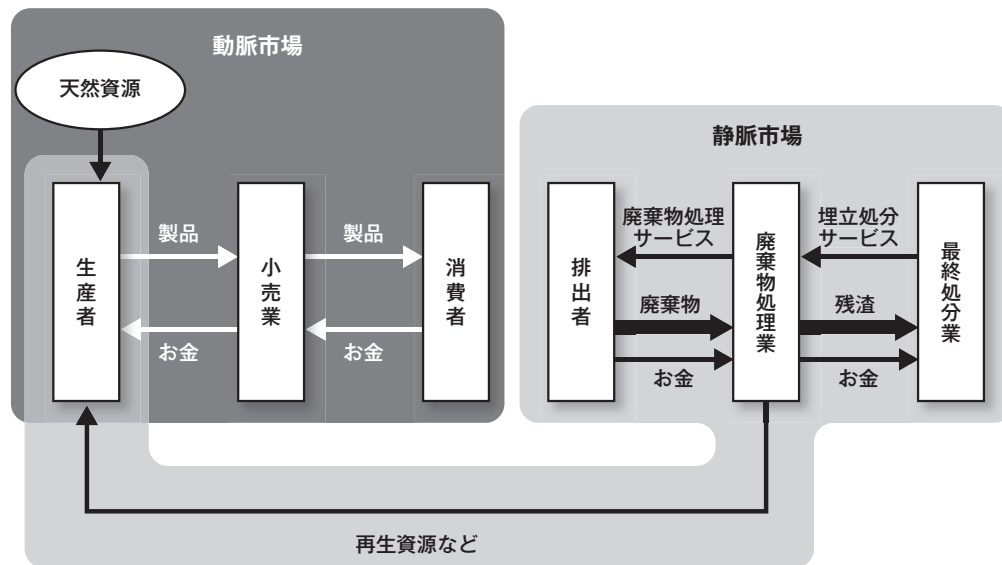 動脈市場
天然資源
生産者
製品
お金
小売業
製品
お金
消費者
静脈市場
排出者
廃棄物処理
サービス
廃棄物
お金
廃棄物処理業
埋立処分
サービス
残渣
お金
最終処分業
再生資源など